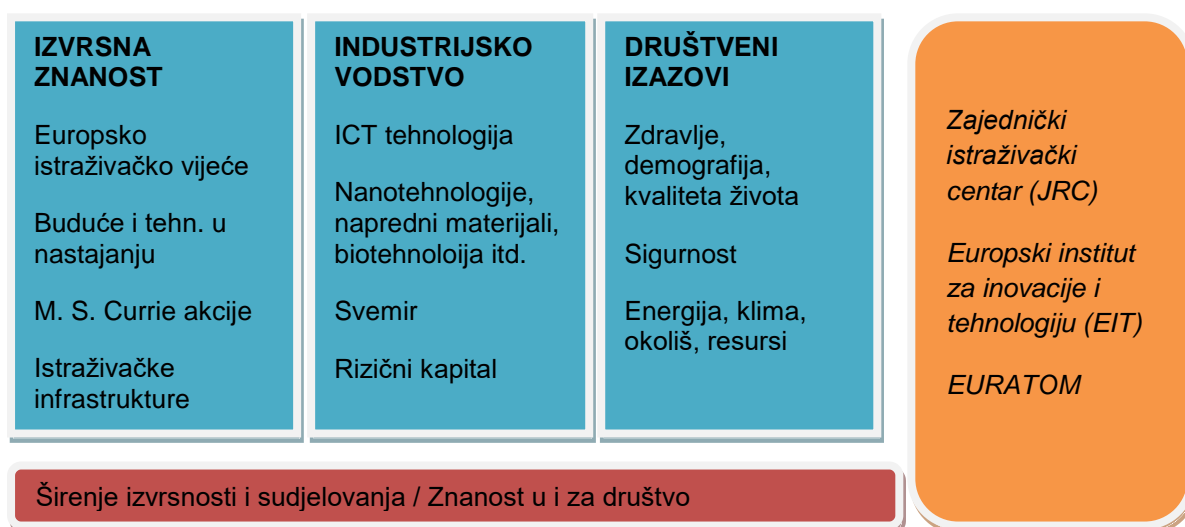 IZVRSNA
ZNANOST
Europsko
istraživačko vijeće
Buduće i tehn. u
nastajanju
M. S. Currie akcije
Istraživačke
infrastrukture
INDUSTRIJSKO
VODSTVO
ICT tehnologija
Nanotehnologije,
napredni materijali,
biotehnoloija itd.
Svemir
Rizični kapital
DRUŠTVENI
IZAZOVI
Zdravlje,
demografija,
kvaliteta života
Sigurnost
Energija, klima,
okoliš, resursi
Zajednički
istraživački
centar (JRC)
Europski institut
za inovacije i
tehnologiju (EIT)
EURATOM
Širenje izvrsnosti i sudjelovanja / Znanost u i za društvo